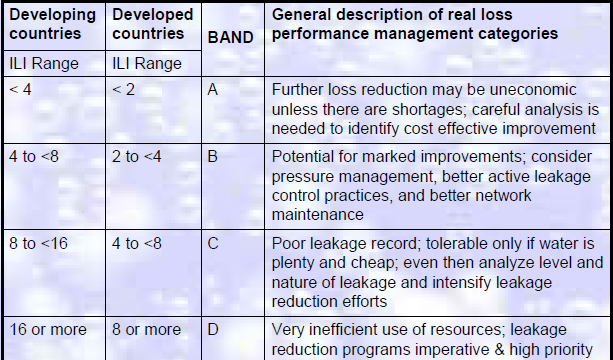 Developing countries
Developed countries
BAND
General description of real loss performance management categories
ILI Range
ILI Range
< 4
< 2
A
Further loss reduction may be uneconomic
unless there are shortages; careful analysis is
needed to identify cost effective improvement
4 to <8
2 to <4
B
Potential for marked improvements; consider
pressure management, better active leakage
control practices, and better network
maintenance
8 to <16
4 to <8
C
Poor leakage record; tolerable only if water is
plenty and cheap; even then analyze level and
nature of leakage and intensify leakage
reduction efforts
16 or more
8 or more
D
Very inefficient use of resources; leakage
reduction programs imperative & high priority